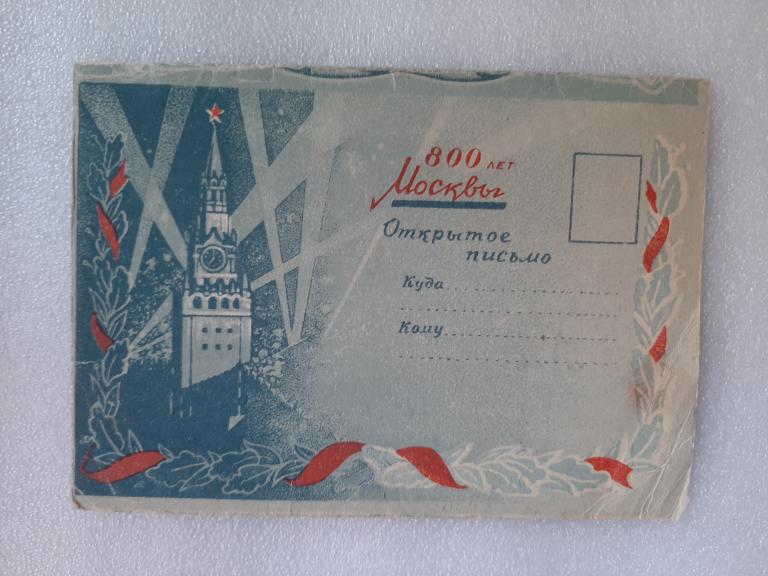 800 лет
Москвы
Открытое
письмо
Куда
Кому